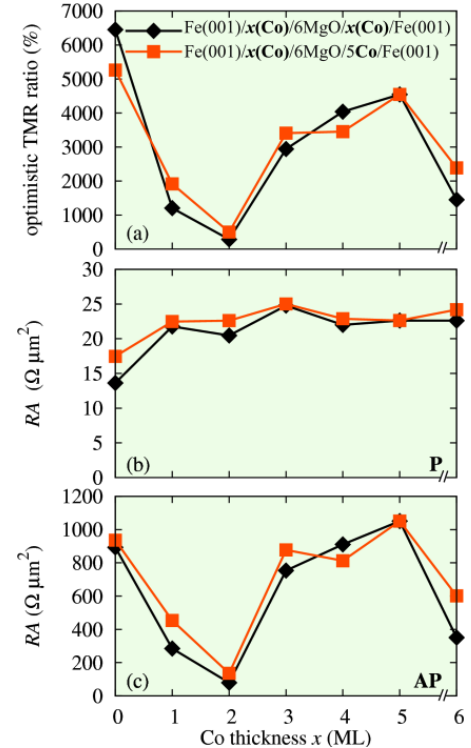 7000
6000
5000
4000
3000
2000
1000
0
optimistic TMR ratio (%)
Fe(001)/x(Co)/6MgO/x(Co)/Fe(001)
Fe(001)/x(Co)/6MgO/5Co/Fe(001)
(a)
30
25
20
15
10
5
0
RA (Ω μm²)
(b)
P
1200
1000
800
600
400
200
0
RA (Ω μm²)
(c)
AP
0 1 2 3 4 5 6
Co thickness x (ML)